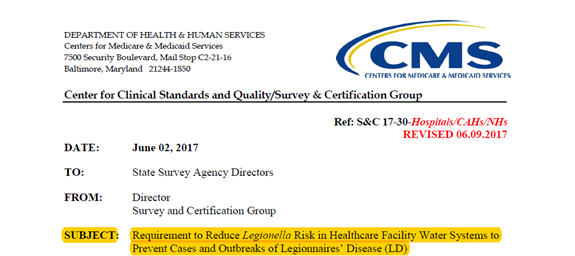 DEPARTMENT OF HEALTH & HUMAN SERVICES
Centers for Medicare & Medicaid Services
7500 Security Boulevard, Mail Stop C2-21-16
Baltimore, Maryland 21244-1850
CMS
CENTERS FOR MEDICARE & MEDICAID SERVICES
Center for Clinical Standards and Quality/Survey & Certification Group
Ref: S&C 17-30-Hospitals/CAHs/NHs
REVISED 06.09.2017
DATE: June 02, 2017
TO: State Survey Agency Directors
FROM: Director
Survey and Certification Group
SUBJECT: Requirement to Reduce Legionella Risk in Healthcare Facility Water Systems to
Prevent Cases and Outbreaks of Legionnaires' Disease (LD)